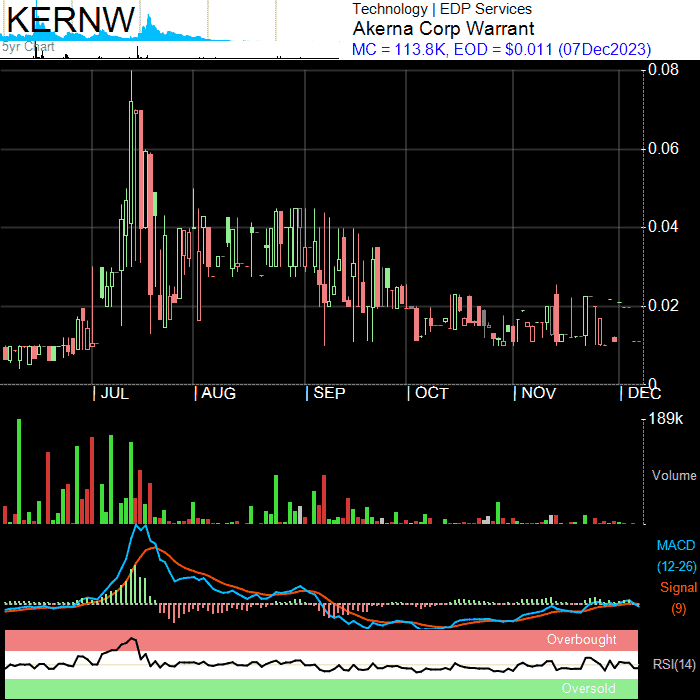 KERNW
Technology | EDP Services
Akerna Corp Warrant
MC = 113.8K, EOD = $0.011 (07Dec2023)
5yr Chart
0.08
0.06
0.04
0.02
0
| JUL | AUG | SEP | OCT | NOV | DEC
189k
Volume
MACD
(12-26)
Signal
(9)
Overbought
RSI(14)
Oversold